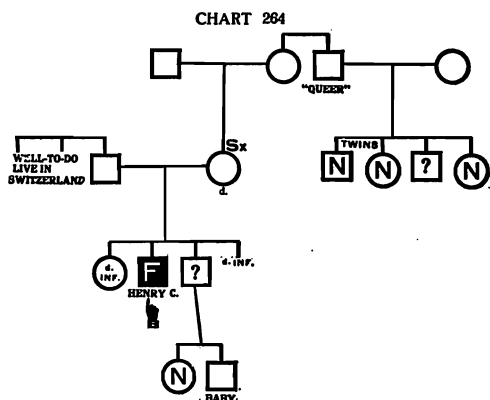 CHART 264
"QUEER"
Sx
d.
WELL-TO-DO
LIVE IN
SWITZERLAND
TWINS
N
N
?
N
d.
INF.
F
?
d. INF.
HENRY C.
N
BABY